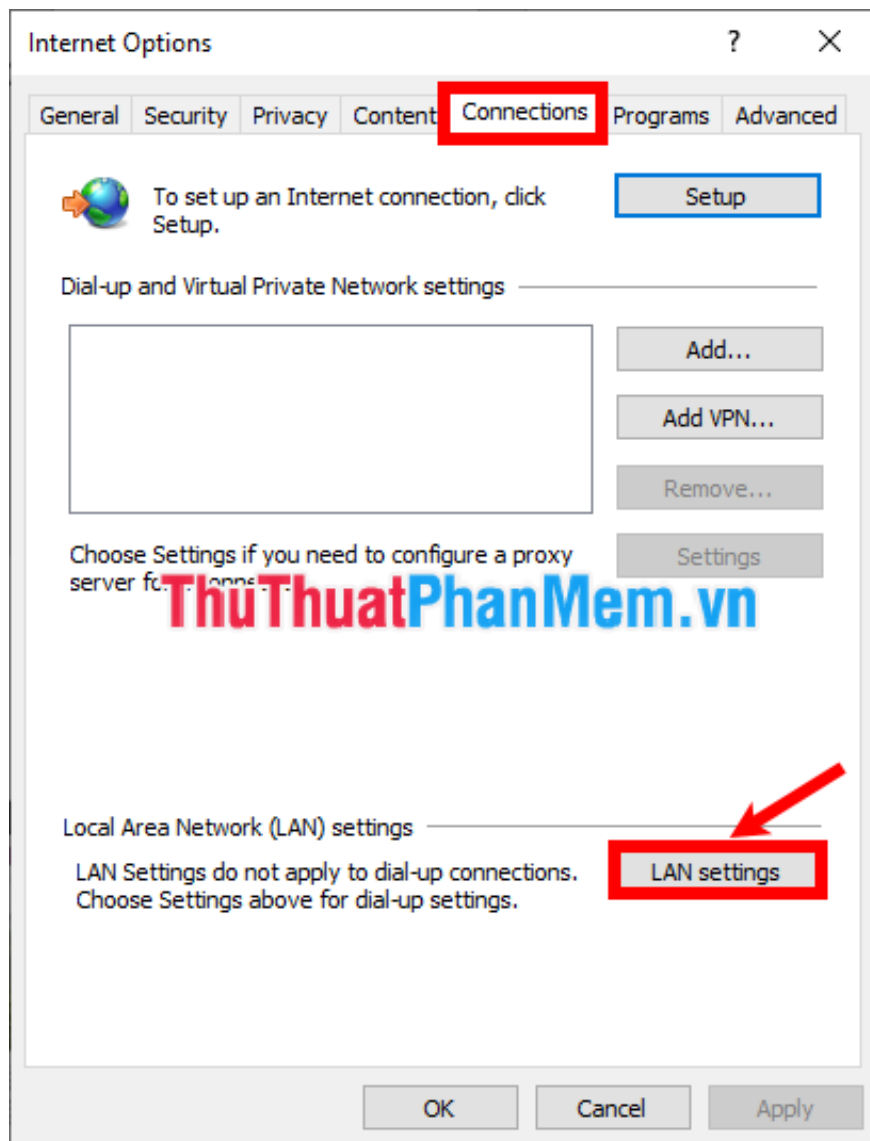 Internet Options ?
General Security Privacy Content Connections Programs Advanced
To set up an Internet connection, click
Setup.
Setup
Dial-up and Virtual Private Network settings
Add...
Add VPN...
Remove...
Choose Settings if you need to configure a proxy
server
Settings
ThuThuatPhanMem.vn
Local Area Network (LAN) settings
LAN Settings do not apply to dial-up connections.
Choose Settings above for dial-up settings.
LAN settings
OK Cancel Apply